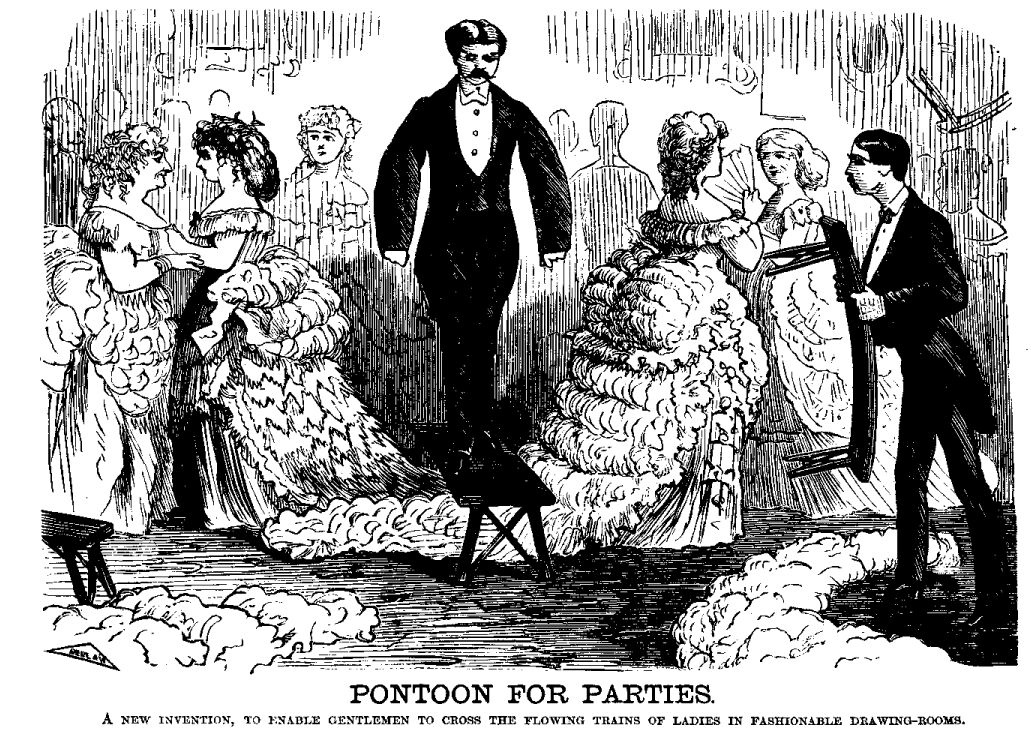 PONTOON FOR PARTIES.
A NEW INVENTION, TO ENABLE GENTLEMEN TO CROSS THE FLOWING TRAINS OF LADIES IN FASHIONABLE DRAWING-ROOMS.